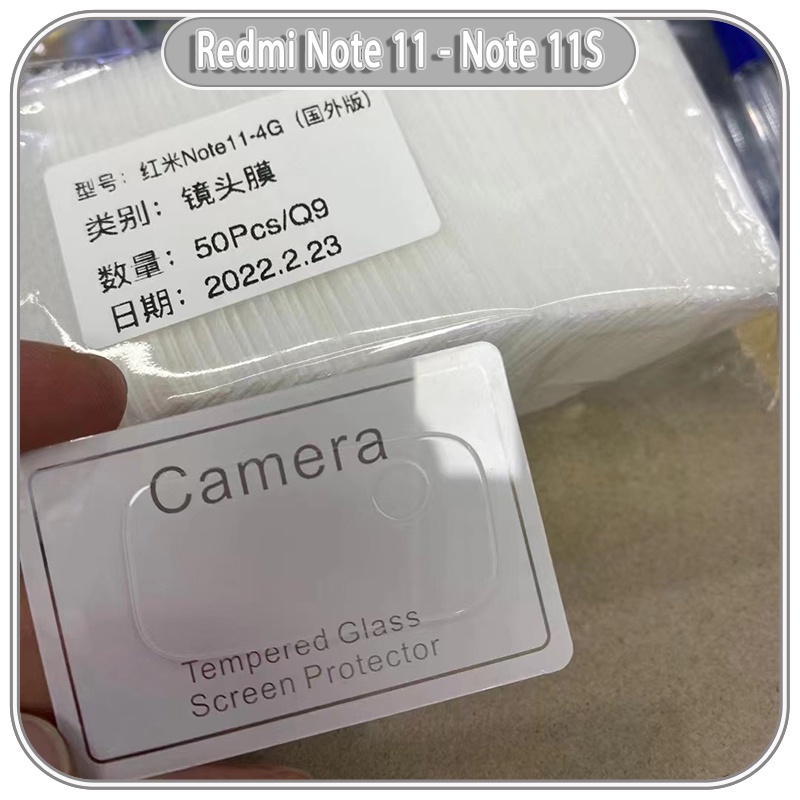 Redmi Note 11 - Note 11S
型号：红米Note11-4G（国外版）
类别：镜头膜
数量：50Pcs/Q9
日期：2022.2.23
Camera
Tempered Glass
Screen Protector